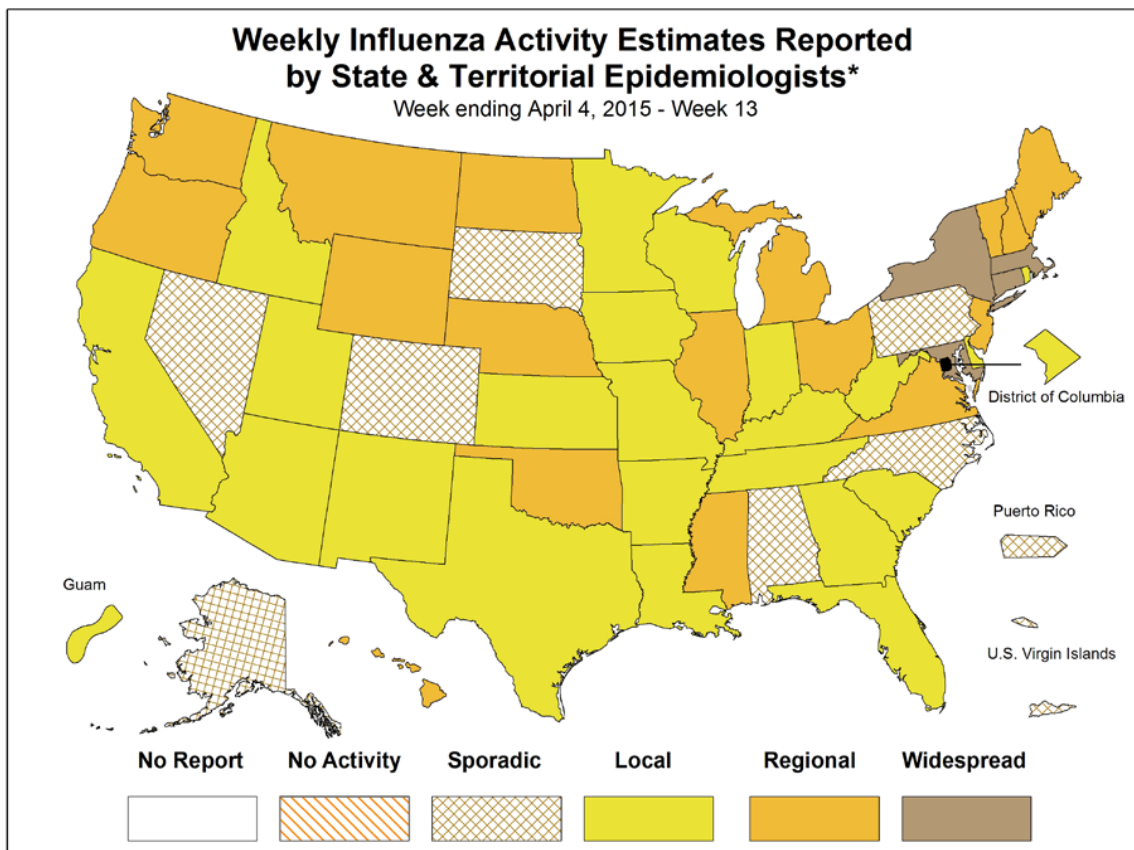 Weekly Influenza Activity Estimates Reported
by State & Territorial Epidemiologists*
Week ending April 4, 2015 - Week 13
District of Columbia
Puerto Rico
Guam
U.S. Virgin Islands
No Report No Activity Sporadic Local Regional Widespread